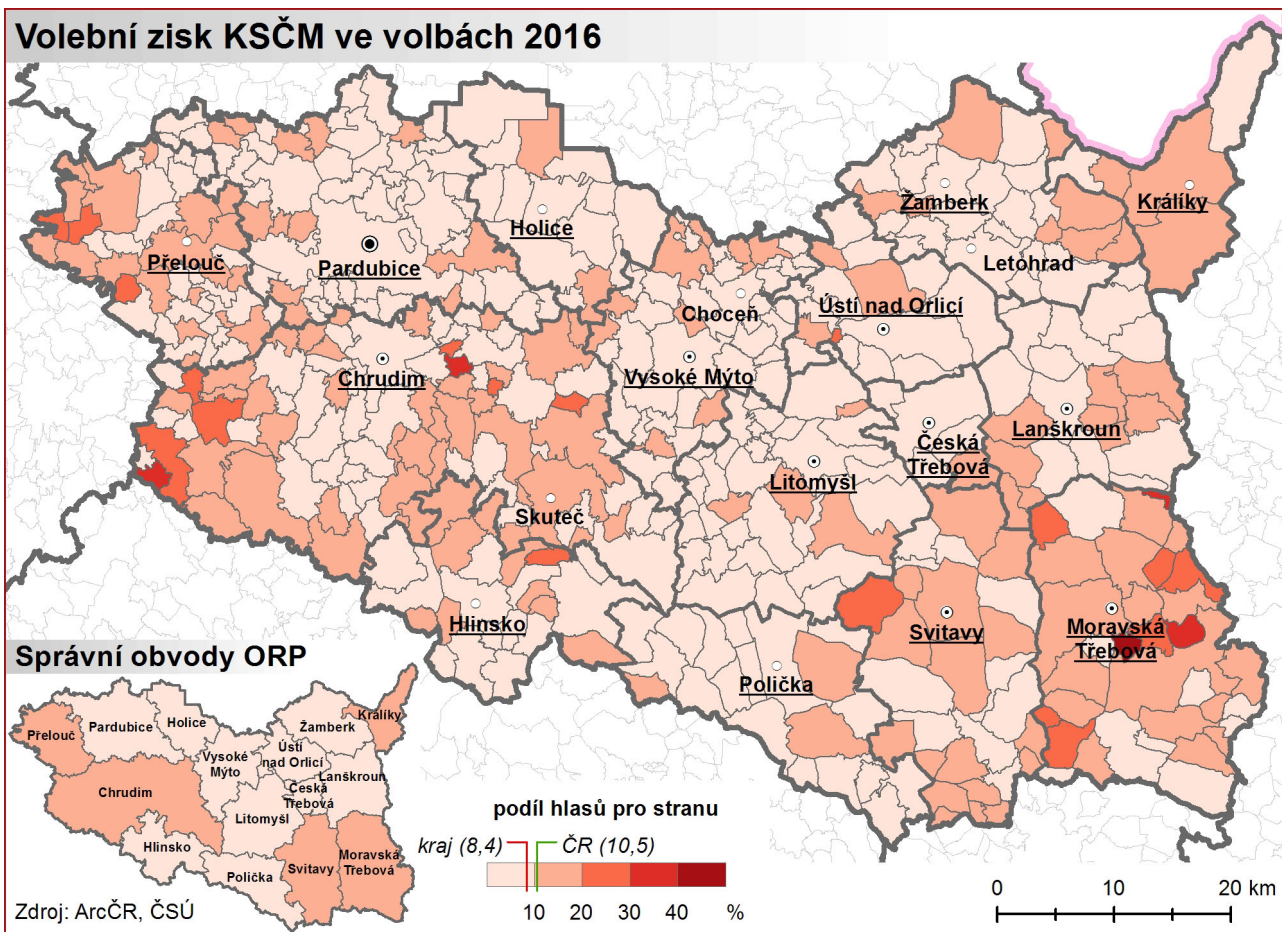 Volební zisk KSČM ve volbách 2016
Žamberk
Králíky
Holice
Přelouč
Pardubice
Letohrad
Choceň
Ústí nad Orlicí
Chrudim
Vysoké Mýto
Česká
Třebová
Lanškroun
Litomyšl
Skuteč
Hlinsko
Svitavy
Moravská
Třebová
Polička
Správní obvody ORP
Přelouč
Pardubice
Holice
Žamberk
Králíky
Vysoké
Mýto
Ústí
nad Orlicí
Lanškroun
Chrudim
Česká
Třebová
Litomyšl
Hlinsko
Polička
Svitavy
Moravská
Třebová
podíl hlasů pro stranu
kraj (8,4) ČR (10,5)
10 20 30 40 %
0 10 20 km
Zdroj: ArcČR, ČSÚ